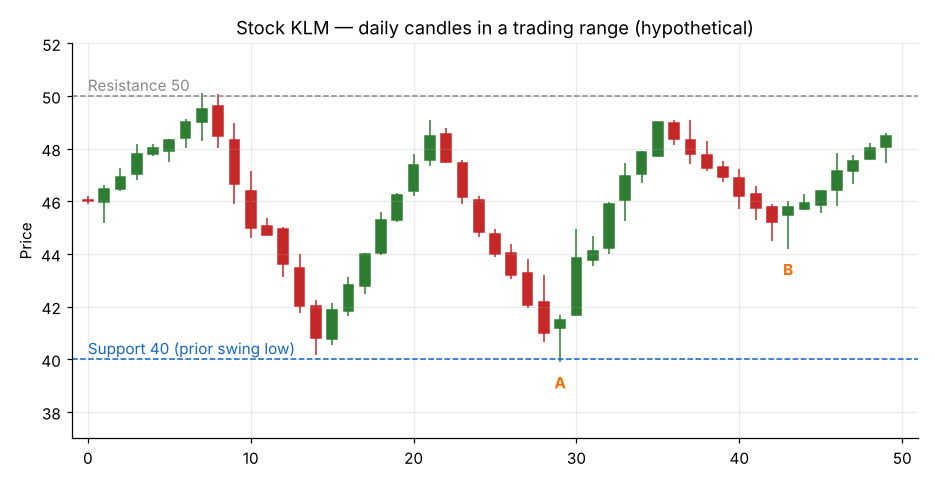 Stock KLM — daily candles in a trading range (hypothetical)
52
50
48
46
44
42
40
38
Price
Resistance 50
Support 40 (prior swing low)
A
B
0
10
20
30
40
50